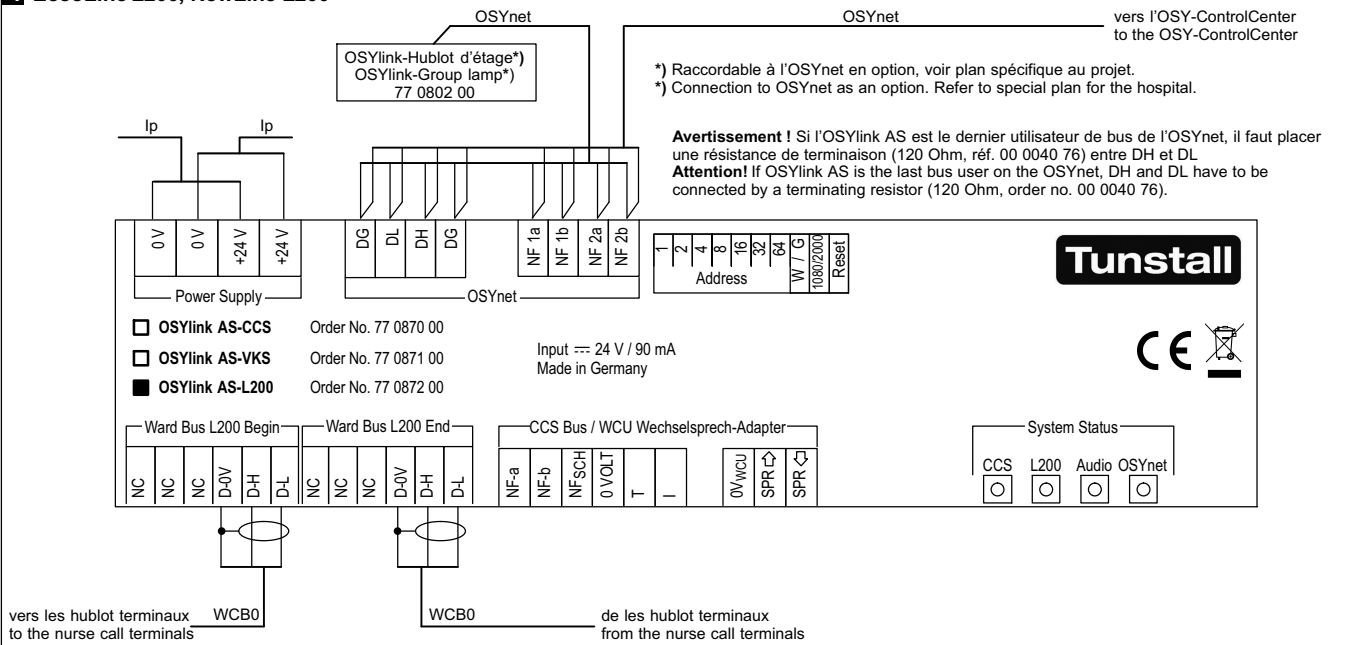 EcoLine L200, NewLine L200
OSYnet
OSYnet
vers l'OSY-ControlCenter
to the OSY-ControlCenter
OSYlink-Hublot d'étage*)
OSYlink-Group lamp*)
77 0802 00
*) Raccordable à l'OSYnet en option, voir plan spécifique au projet.
*) Connection to OSYnet as an option. Refer to special plan for the hospital.
Ip
Ip
Avertissement ! Si l'OSYlink AS est le dernier utilisateur de bus de l'OSYnet, il faut placer
une résistance de terminaison (120 Ohm, réf. 00 0040 76) entre DH et DL
Attention! If OSYlink AS is the last bus user on the OSYnet, DH and DL have to be
connected by a terminating resistor (120 Ohm, order no. 00 0040 76).
0 V
0 V
+24 V
+24 V
DG
DL
DH
DG
NF 1a
NF 1b
NF 2a
NF 2b
1
2
4
8
16
32
64
W / G
1080/2000
Reset
Address
Tunstall
Power Supply
OSYnet
OSYlink AS-CCS Order No. 77 0870 00
OSYlink AS-VKS Order No. 77 0871 00
OSYlink AS-L200 Order No. 77 0872 00
Input 24 V / 90 mA
Made in Germany
CE
Ward Bus L200 Begin
Ward Bus L200 End
CCS Bus / WCU Wechselsprech-Adapter
System Status
NC
NC
NC
D-0V
D-H
D-L
NC
NC
NC
D-0V
D-H
D-L
NF-a
NF-b
NFSCH
0 VOLT
T
I
0VWCU
SPR
SPR
CCS L200 Audio OSYnet
vers les hublot terminaux
to the nurse call terminals
WCB0
WCB0
de les hublot terminaux
from the nurse call terminals